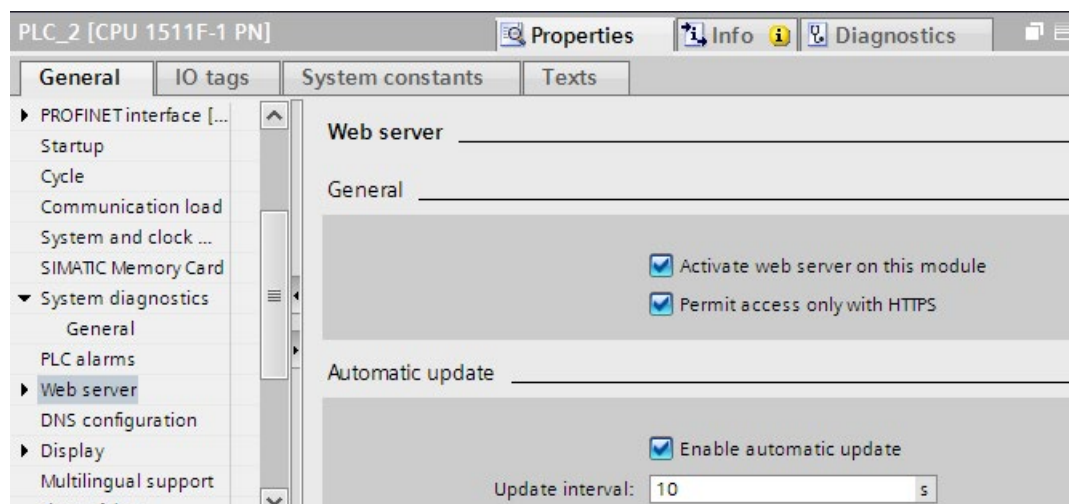 PLC_2 [CPU 1511F-1 PN] Properties Info Diagnostics
General IO tags System constants Texts
PROFINET interface [...
Startup
Cycle
Communication load
System and clock ...
SIMATIC Memory Card
System diagnostics
General
PLC alarms
Web server
DNS configuration
Display
Multilingual support
Web server
General
Activate web server on this module
Permit access only with HTTPS
Automatic update
Enable automatic update
Update interval: 10 s